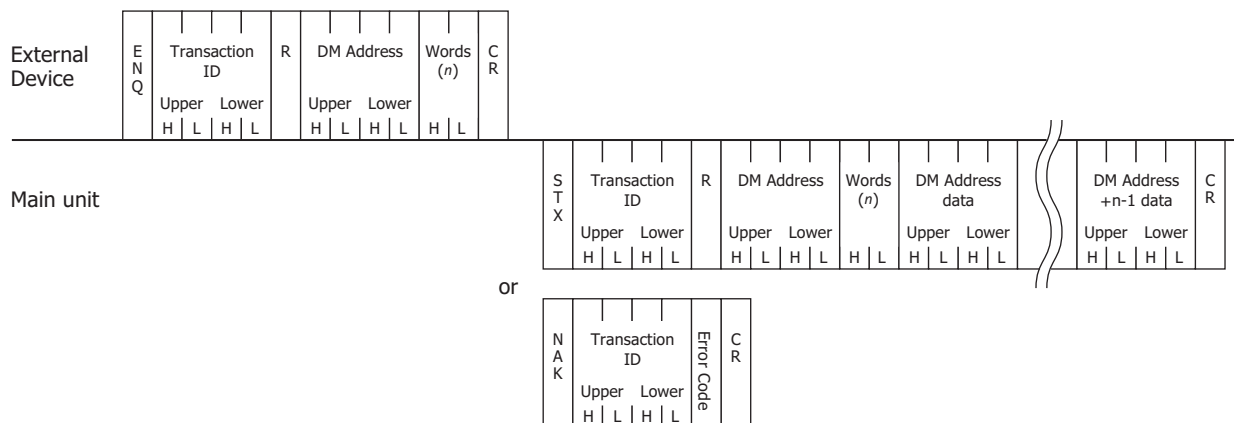 External Device
E N Q
Transaction ID
Upper Lower
H L H L
R
DM Address
Upper Lower
H L H L
Words (n)
H L
C R
Main unit
S T X
Transaction ID
Upper Lower
H L H L
R
DM Address
Upper Lower
H L H L
Words (n)
H L
DM Address data
Upper Lower
H L H L
DM Address +n-1 data
Upper Lower
H L H L
C R
or
N A K
Transaction ID
Upper Lower
H L H L
Error Code
C R